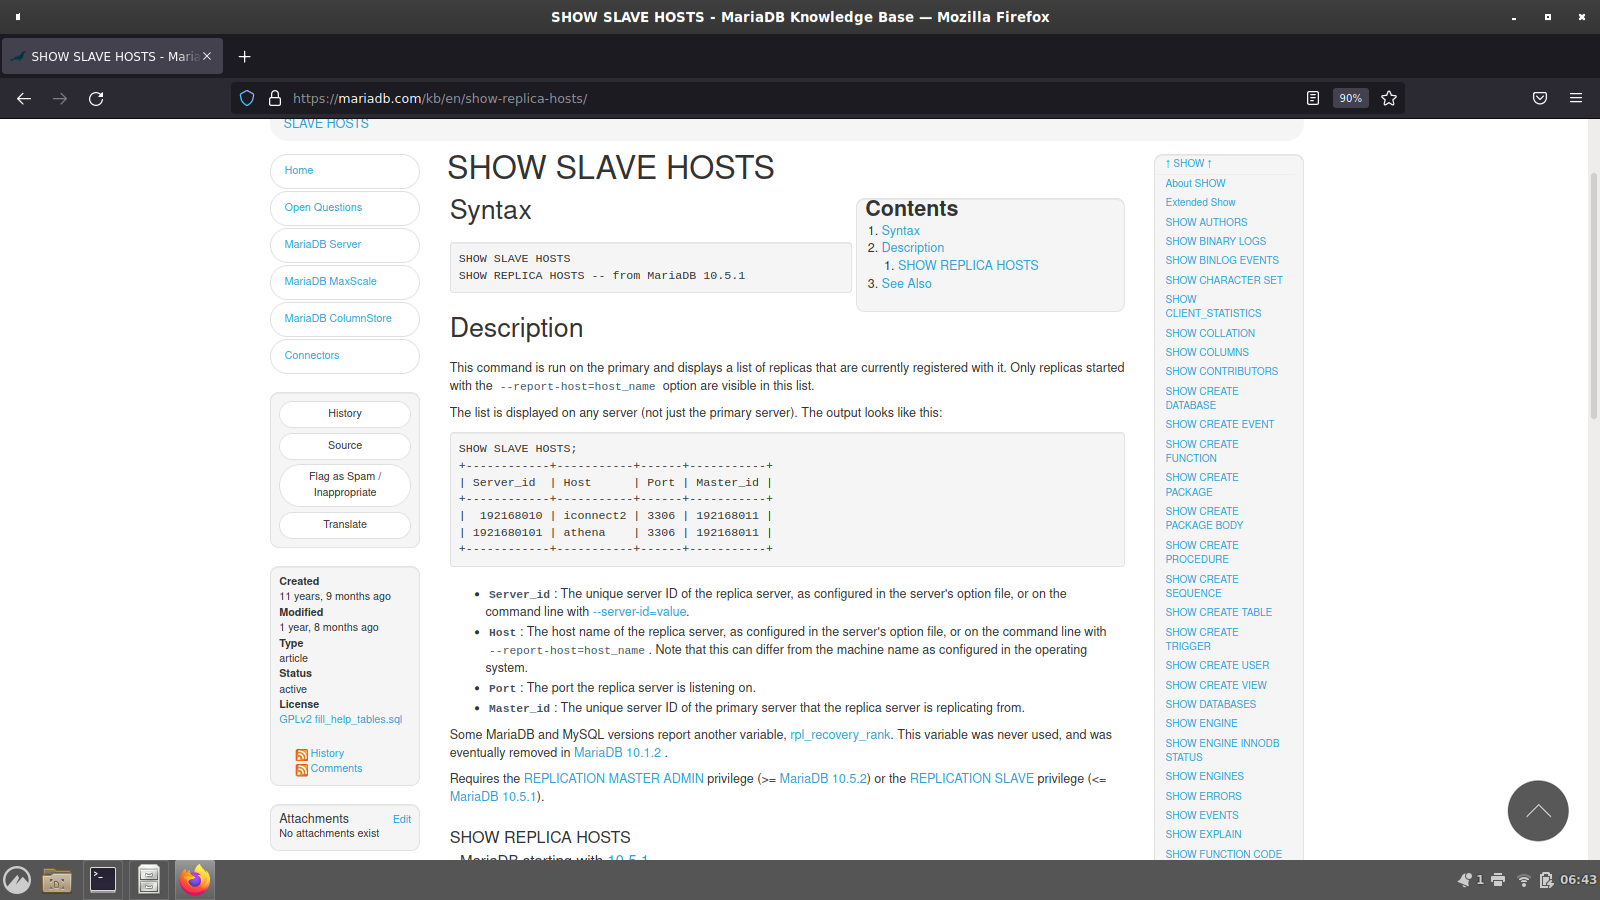 SHOW SLAVE HOSTS - MariaDB Knowledge Base — Mozilla Firefox
SHOW SLAVE HOSTS - Maria
https://mariadb.com/kb/en/show-replica-hosts/
90%
SLAVE HOSTS
Home
Open Questions
MariaDB Server
MariaDB MaxScale
MariaDB ColumnStore
Connectors
History
Source
Flag as Spam /
Inappropriate
Translate
Created
11 years, 9 months ago
Modified
1 year, 8 months ago
Type
article
Status
active
License
GPLv2 fill_help_tables.sql
History
Comments
Attachments
Edit
No attachments exist
SHOW SLAVE HOSTS
Syntax
SHOW SLAVE HOSTS
SHOW REPLICA HOSTS -- from MariaDB 10.5.1
Contents
1. Syntax
2. Description
1. SHOW REPLICA HOSTS
3. See Also
Description
This command is run on the primary and displays a list of replicas that are currently registered with it. Only replicas started
with the --report-host=host_name option are visible in this list.
The list is displayed on any server (not just the primary server). The output looks like this:
SHOW SLAVE HOSTS;
+------------+-----------+------+-----------+
| Server_id  | Host      | Port | Master_id |
+------------+-----------+------+-----------+
|  192168010 | iconnect2 | 3306 | 192168011 |
| 1921680101 | athena    | 3306 | 192168011 |
+------------+-----------+------+-----------+
• Server_id : The unique server ID of the replica server, as configured in the server's option file, or on the
command line with --server-id=value.
• Host : The host name of the replica server, as configured in the server's option file, or on the command line with
--report-host=host_name . Note that this can differ from the machine name as configured in the operating
system.
• Port : The port the replica server is listening on.
• Master_id : The unique server ID of the primary server that the replica server is replicating from.
Some MariaDB and MySQL versions report another variable, rpl_recovery_rank. This variable was never used, and was
eventually removed in MariaDB 10.1.2 .
Requires the REPLICATION MASTER ADMIN privilege (>= MariaDB 10.5.2) or the REPLICATION SLAVE privilege (<=
MariaDB 10.5.1).
SHOW REPLICA HOSTS
MariaDB starting with 10.5.1
↑ SHOW ↑
About SHOW
Extended Show
SHOW AUTHORS
SHOW BINARY LOGS
SHOW BINLOG EVENTS
SHOW CHARACTER SET
SHOW
CLIENT_STATISTICS
SHOW COLLATION
SHOW COLUMNS
SHOW CONTRIBUTORS
SHOW CREATE
DATABASE
SHOW CREATE EVENT
SHOW CREATE
FUNCTION
SHOW CREATE
PACKAGE
SHOW CREATE
PACKAGE BODY
SHOW CREATE
PROCEDURE
SHOW CREATE
SEQUENCE
SHOW CREATE TABLE
SHOW CREATE
TRIGGER
SHOW CREATE USER
SHOW CREATE VIEW
SHOW DATABASES
SHOW ENGINE
SHOW ENGINE INNODB
STATUS
SHOW ENGINES
SHOW ERRORS
SHOW EVENTS
SHOW EXPLAIN
SHOW FUNCTION CODE
1
06:43